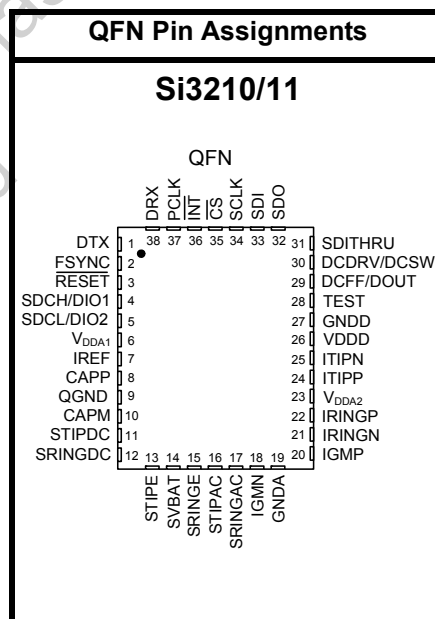 QFN Pin Assignments
Si3210/11
QFN
DRX
PCLK
INT
CS
SCLK
SDI
SDO
38 37 36 35 34 33 32
DTX 1
FSYNC 2
RESET 3
SDCH/DIO1 4
SDCL/DIO2 5
VDDA1 6
IREF 7
CAPP 8
QGND 9
CAPM 10
STIPDC 11
SRINGDC 12
31 SDITHRU
30 DCDRV/DCSW
29 DCFF/DOUT
28 TEST
27 GNDD
26 VDDD
25 ITIPN
24 ITIPP
23 VDDA2
22 IRINGP
21 IRINGN
20 IGMP
13 14 15 16 17 18 19
STIPE
SVBAT
SRINGE
STIPAC
SRINGAC
IGMN
GNDA